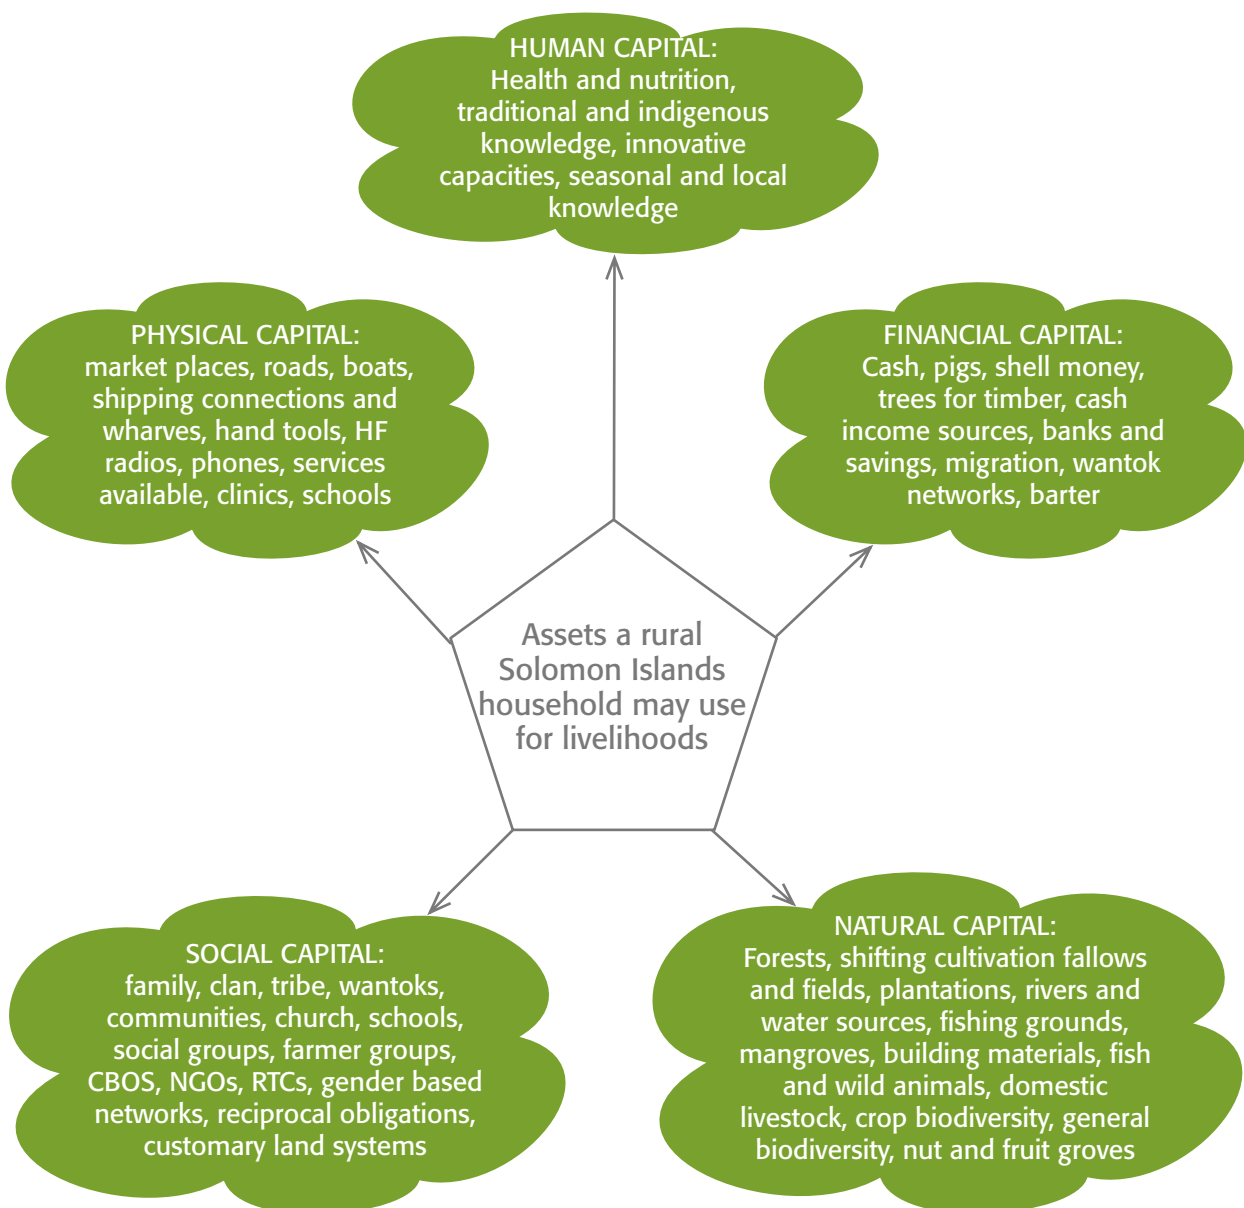 HUMAN CAPITAL:
Health and nutrition,
traditional and indigenous
knowledge, innovative
capacities, seasonal and local
knowledge
PHYSICAL CAPITAL:
market places, roads, boats,
shipping connections and
wharves, hand tools, HF
radios, phones, services
available, clinics, schools
FINANCIAL CAPITAL:
Cash, pigs, shell money,
trees for timber, cash
income sources, banks and
savings, migration, wantok
networks, barter
Assets a rural
Solomon Islands
household may use
for livelihoods
SOCIAL CAPITAL:
family, clan, tribe, wantoks,
communities, church, schools,
social groups, farmer groups,
CBOS, NGOs, RTCs, gender based
networks, reciprocal obligations,
customary land systems
NATURAL CAPITAL:
Forests, shifting cultivation fallows
and fields, plantations, rivers and
water sources, fishing grounds,
mangroves, building materials, fish
and wild animals, domestic
livestock, crop biodiversity, general
biodiversity, nut and fruit groves